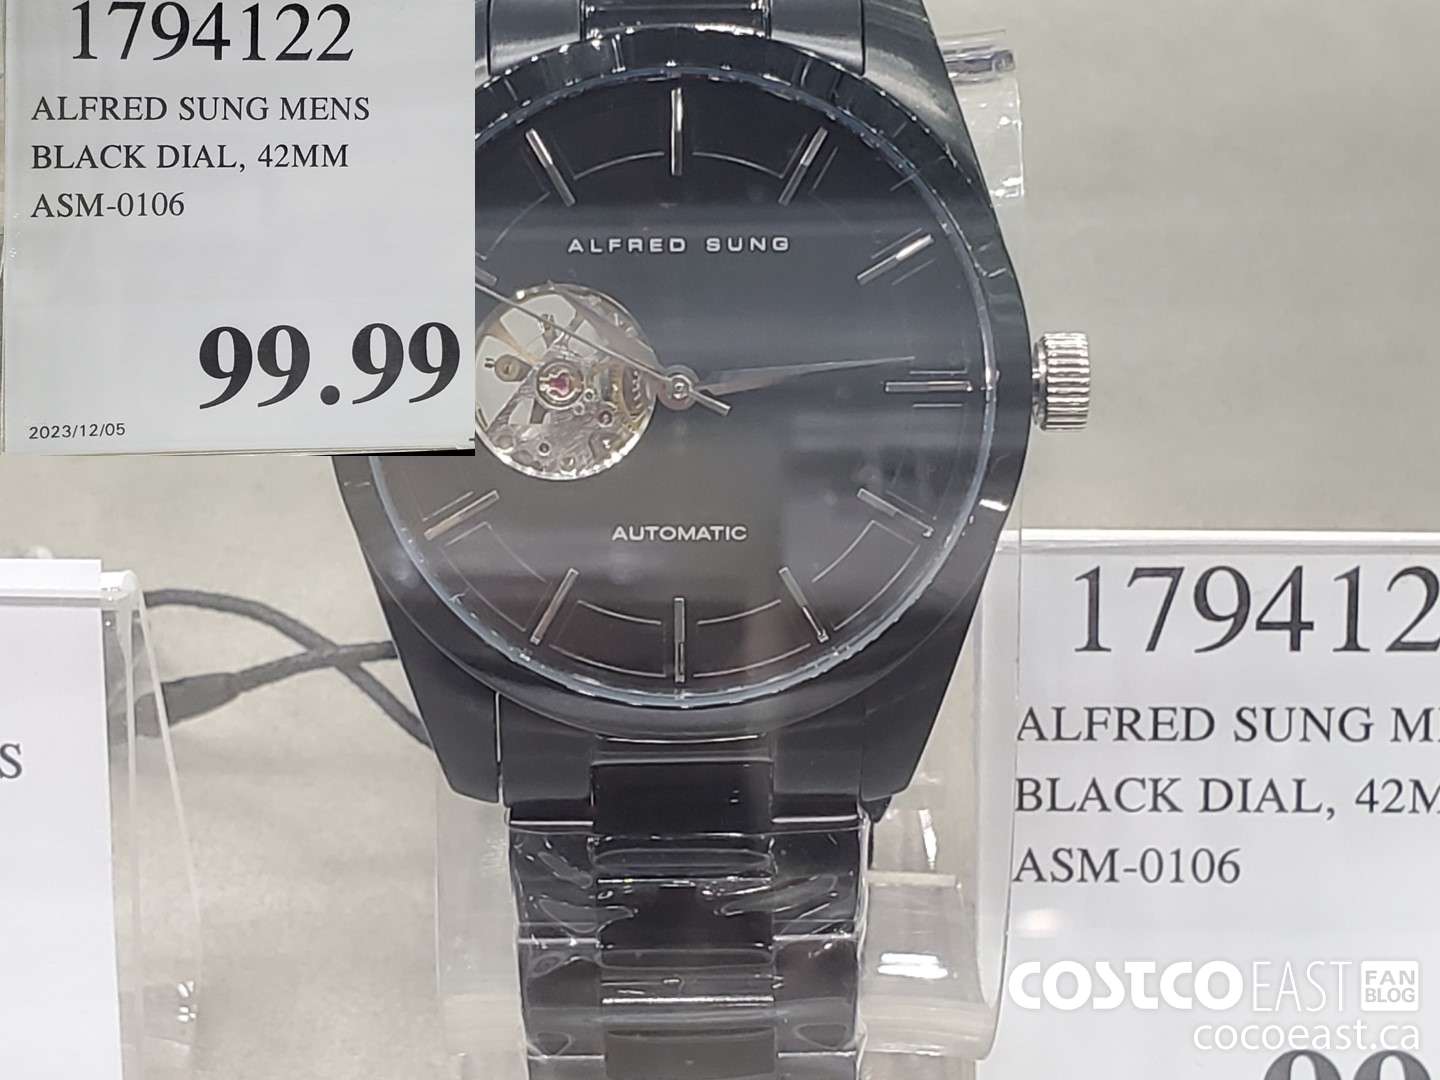 1794122
ALFRED SUNG MENS
BLACK DIAL, 42MM
ASM-0106
99.99
2023/12/05
ALFRED SUNG
AUTOMATIC
S
179412
ALFRED SUNG M
BLACK DIAL, 42M
ASM-0106
99
COSTCO EAST FAN BLOG
cocoeast.ca